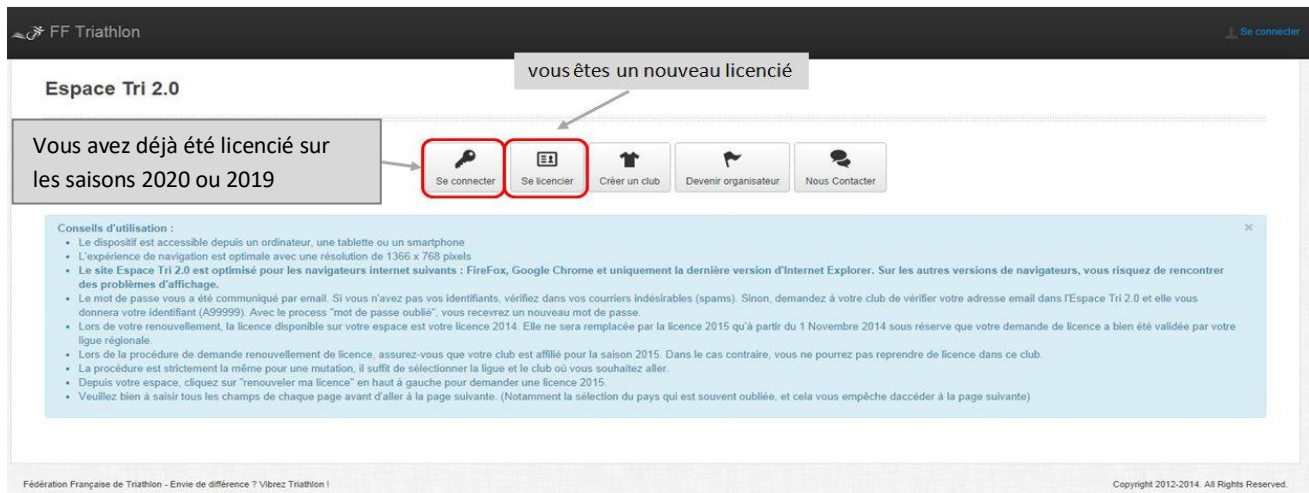 FF Triathlon
Se connecter
vous êtes un nouveau licencié
Espace Tri 2.0
Vous avez déjà été licencié sur
les saisons 2020 ou 2019
Se connecter
Se licencier
Créer un club
Devenir organisateur
Nous Contacter
Conseils d'utilisation : ×
• Le dispositif est accessible depuis un ordinateur, une tablette ou un smartphone
• L'expérience de navigation est optimale avec une résolution de 1366 x 768 pixels
• Le site Espace Tri 2.0 est optimisé pour les navigateurs internet suivants : FireFox, Google Chrome et uniquement la dernière version d'Internet Explorer. Sur les autres versions de navigateurs, vous risquez de rencontrer
des problèmes d'affichage.
• Le mot de passe vous a été communiqué par email. Si vous n'avez pas vos identifiants, vérifiez dans vos courriers indésirables (spams). Sinon, demandez à votre club de vérifier votre adresse email dans l'Espace Tri 2.0 et elle vous
donnera votre identifiant (A99999). Avec le process "mot de passe oublié", vous recevrez un nouveau mot de passe.
• Lors de votre renouvellement, la licence disponible sur votre espace est votre licence 2014. Elle ne sera remplacée par la licence 2015 qu'à partir du 1 Novembre 2014 sous réserve que votre demande de licence a bien été validée par votre
ligue régionale.
• Lors de la procédure de demande renouvellement de licence, assurez-vous que votre club est affilié pour la saison 2015. Dans le cas contraire, vous ne pourrez pas reprendre de licence dans ce club.
• La procédure est strictement la même pour une mutation, il suffit de sélectionner la ligue et le club où vous souhaitez aller.
• Depuis votre espace, cliquez sur "renouveler ma licence" en haut à gauche pour demander une licence 2015.
• Veuillez bien à saisir tous les champs de chaque page avant d'aller à la page suivante. (Notamment la sélection du pays qui est souvent oubliée, et cela vous empêche daccéder à la page suivante)
Fédération Française de Triathlon - Envie de différence ? Vibrez Triathlon !
Copyright 2012-2014. All Rights Reserved.